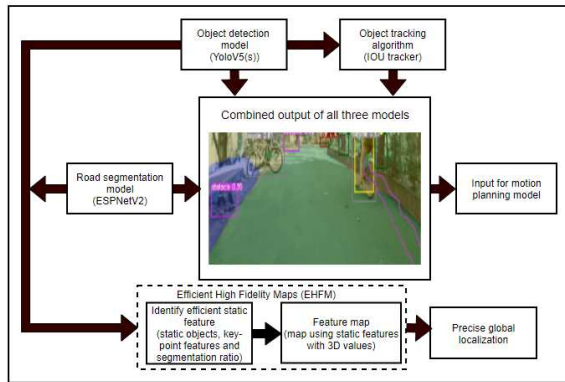 Object detection
model
(YoloV5(s))
Object tracking
algorithm
(IOU tracker)
Combined output of all three models
Road segmentation
model
(ESPNetV2)
Input for motion
planning model
Efficient High Fidelity Maps (EHFM)
Identify efficient static
feature
(static objects, key-
point features and
segmentation ratio)
Feature map
(map using static features
with 3D values)
Precise global
localization